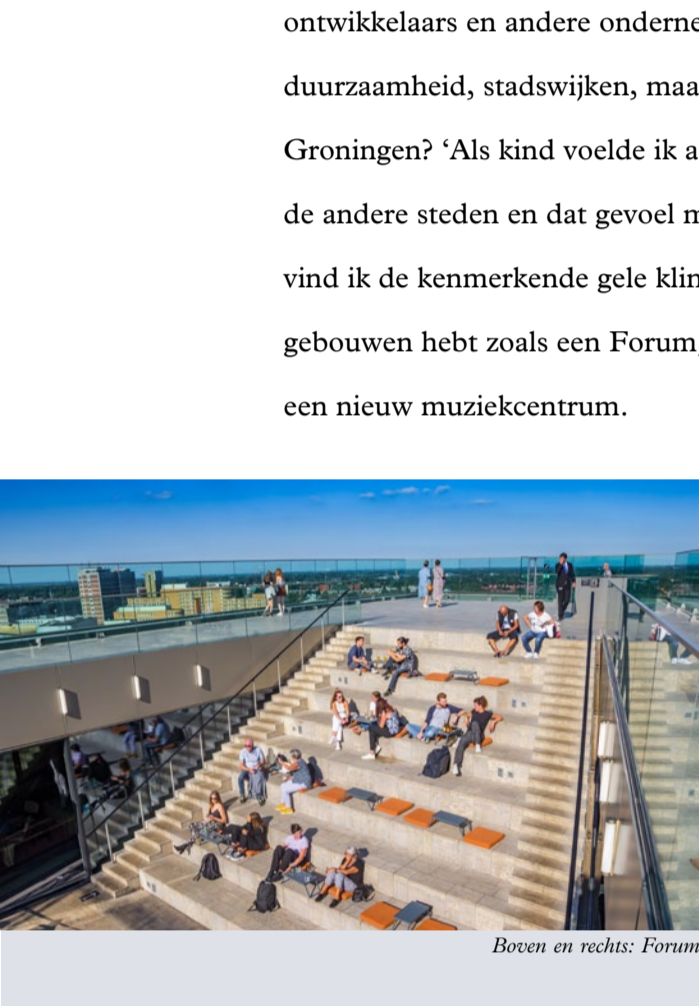 ontwikkelaars en andere onderne
duurzaamheid, stadswijken, maa
Groningen? ‘Als kind voelde ik a
de andere steden en dat gevoel m
vind ik de kenmerkende gele klin
gebouwen hebt zoals een Forum,
een nieuw muziekcentrum.
Boven en rechts: Forum